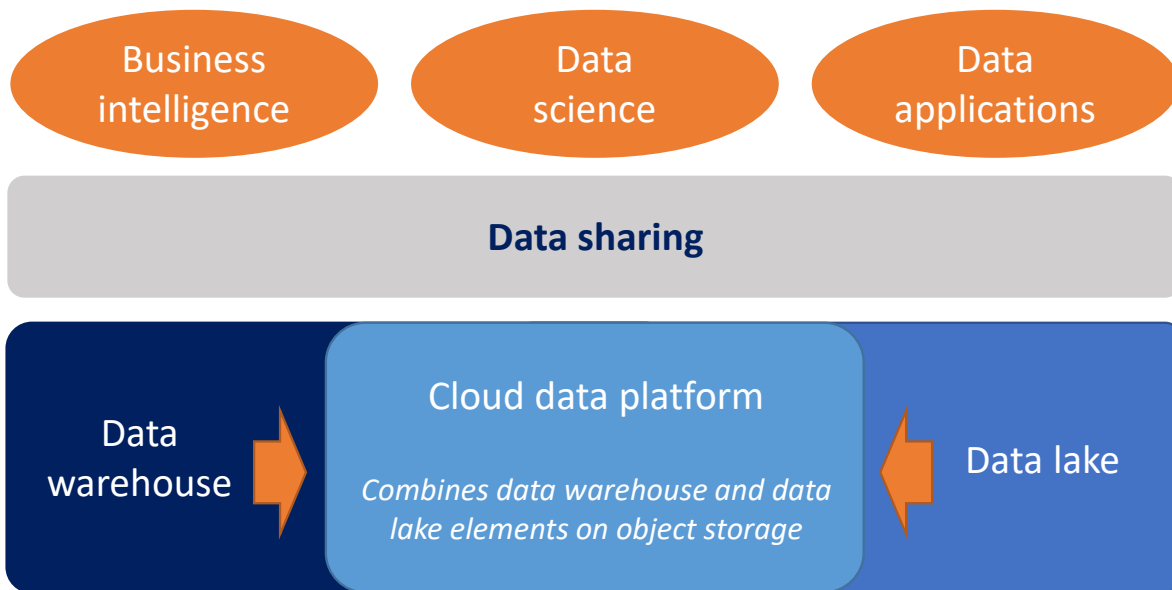 Business
intelligence
Data
science
Data
applications
Data sharing
Data
warehouse
Cloud data platform
Combines data warehouse and data
lake elements on object storage
Data lake